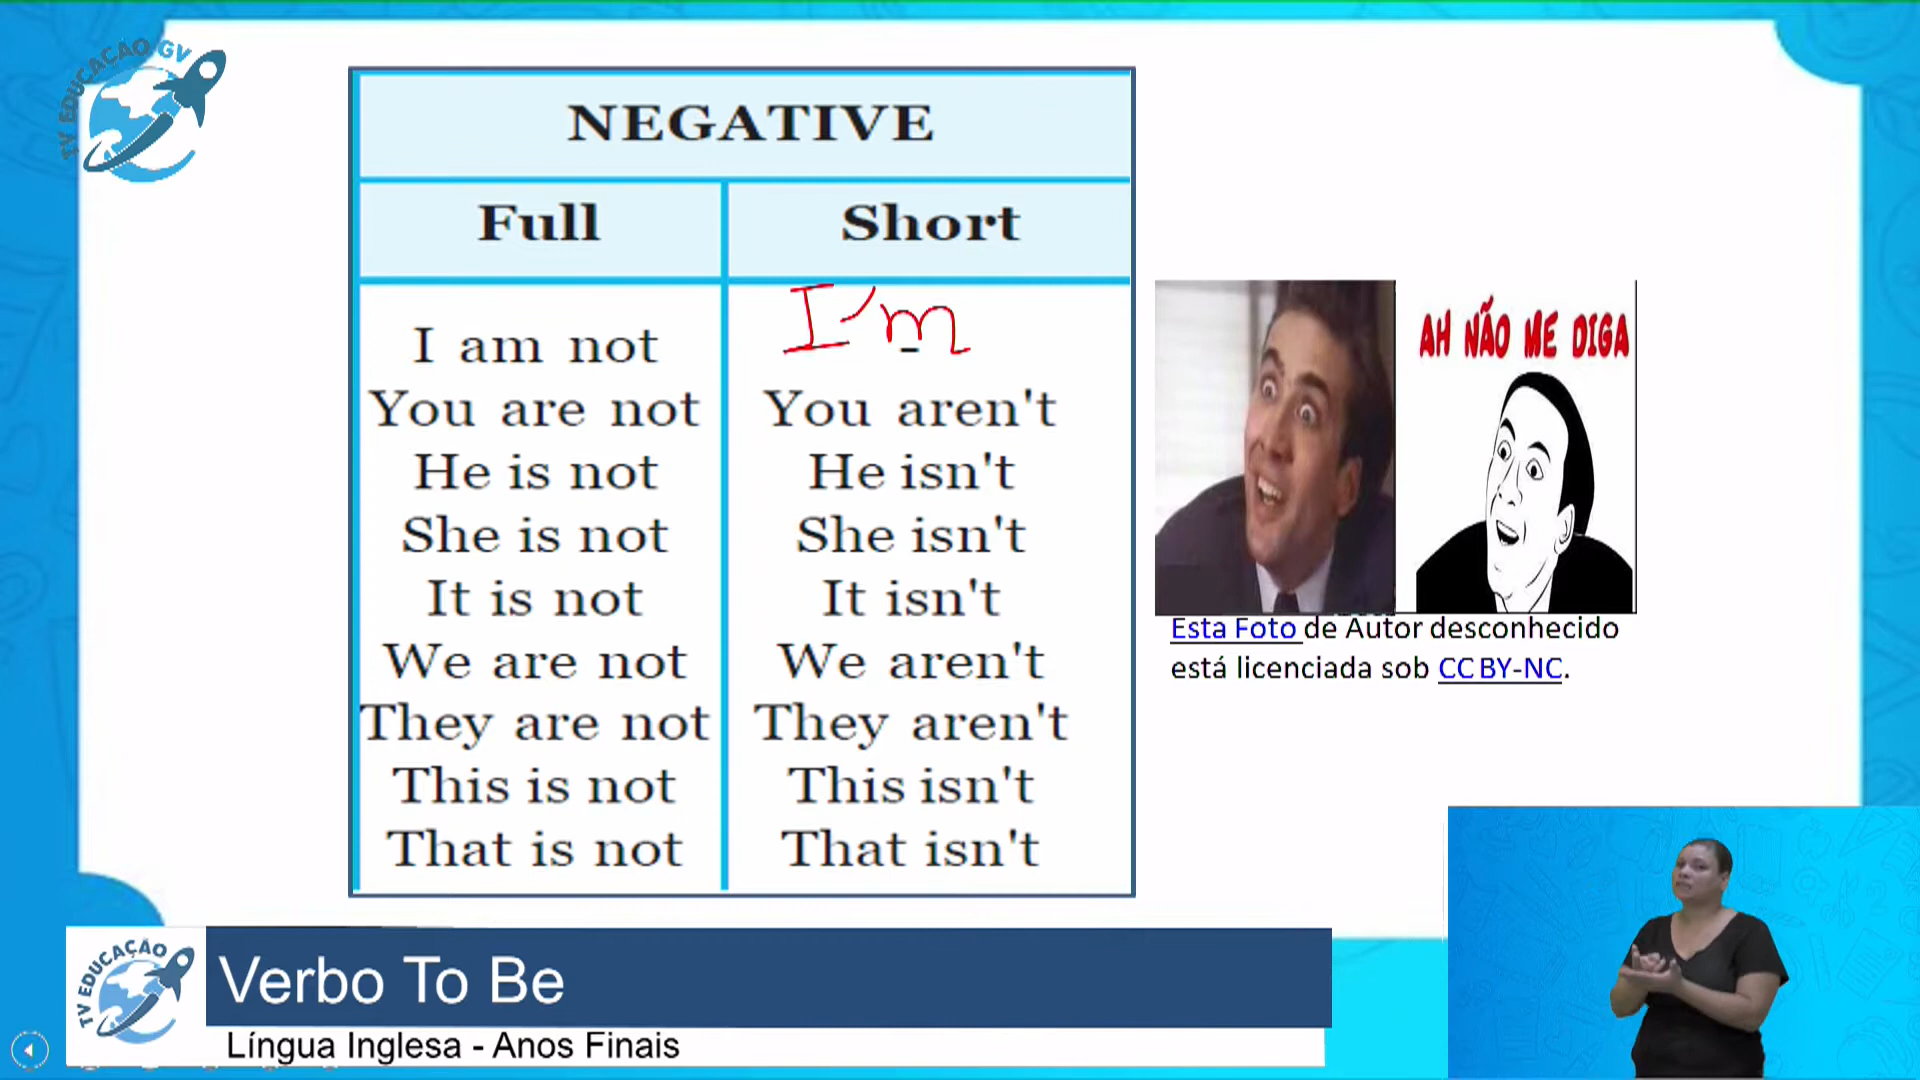 TV EDUCAÇÃO GV
NEGATIVE
Full Short
I'm
I am not -
You are not You aren't
He is not He isn't
She is not She isn't
It is not It isn't
We are not We aren't
They are not They aren't
This is not This isn't
That is not That isn't
AH NÃO ME DIGA
Esta Foto de Autor desconhecido
está licenciada sob CC BY-NC.
TV EDUCAÇÃO
Verbo To Be
Língua Inglesa - Anos Finais